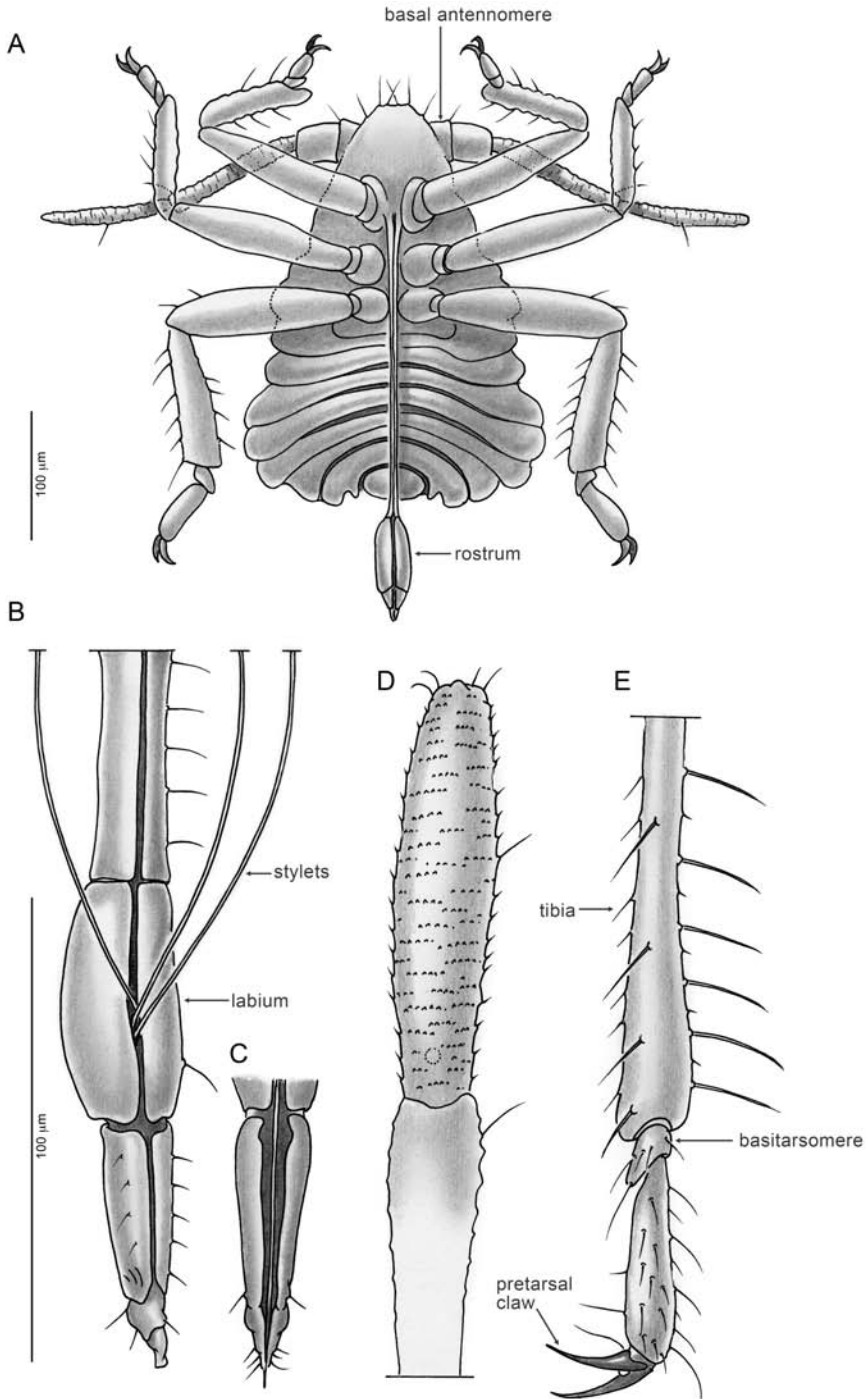 basal antennomere
A
100 µm
rostrum
B
D
E
stylets
tibia
labium
C
basitarsomere
100 µm
pretarsal
claw